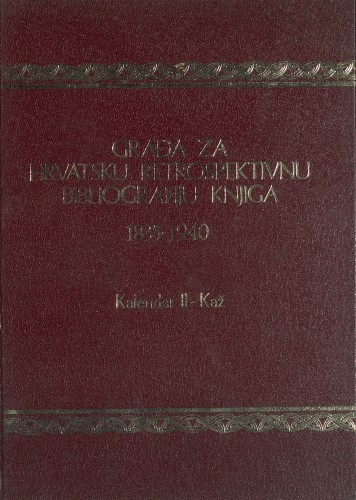 GRAĐA ZA
HRVATSKU RETROSPEKTIVNU
BIBLIOGRAFIJU KNJIGA
1835-1940
Kalendar II - Kaž